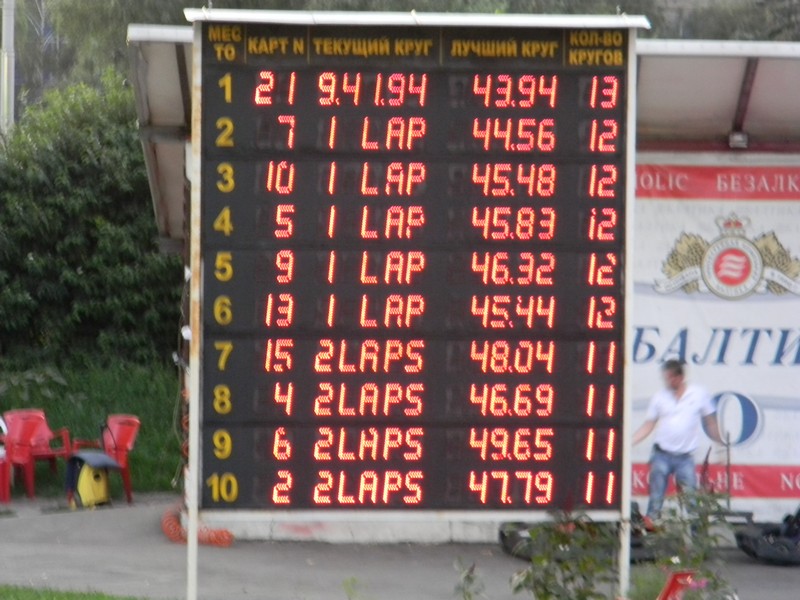 МЕС ТО КАРТ N ТЕКУЩИЙ КРУГ ЛУЧШИЙ КРУГ КОЛ-ВО КРУГОВ
1 21 9.41.94 43.94 13
2 7 1 LAP 44.56 12
3 10 1 LAP 45.48 12
4 5 1 LAP 45.83 12
5 9 1 LAP 46.32 12
6 13 1 LAP 45.44 12
7 15 2LAPS 48.04 11
8 4 2LAPS 46.69 11
9 6 2LAPS 49.65 11
10 2 2LAPS 47.79 11
OLIC БЕЗАЛК
БАЛТИ
0